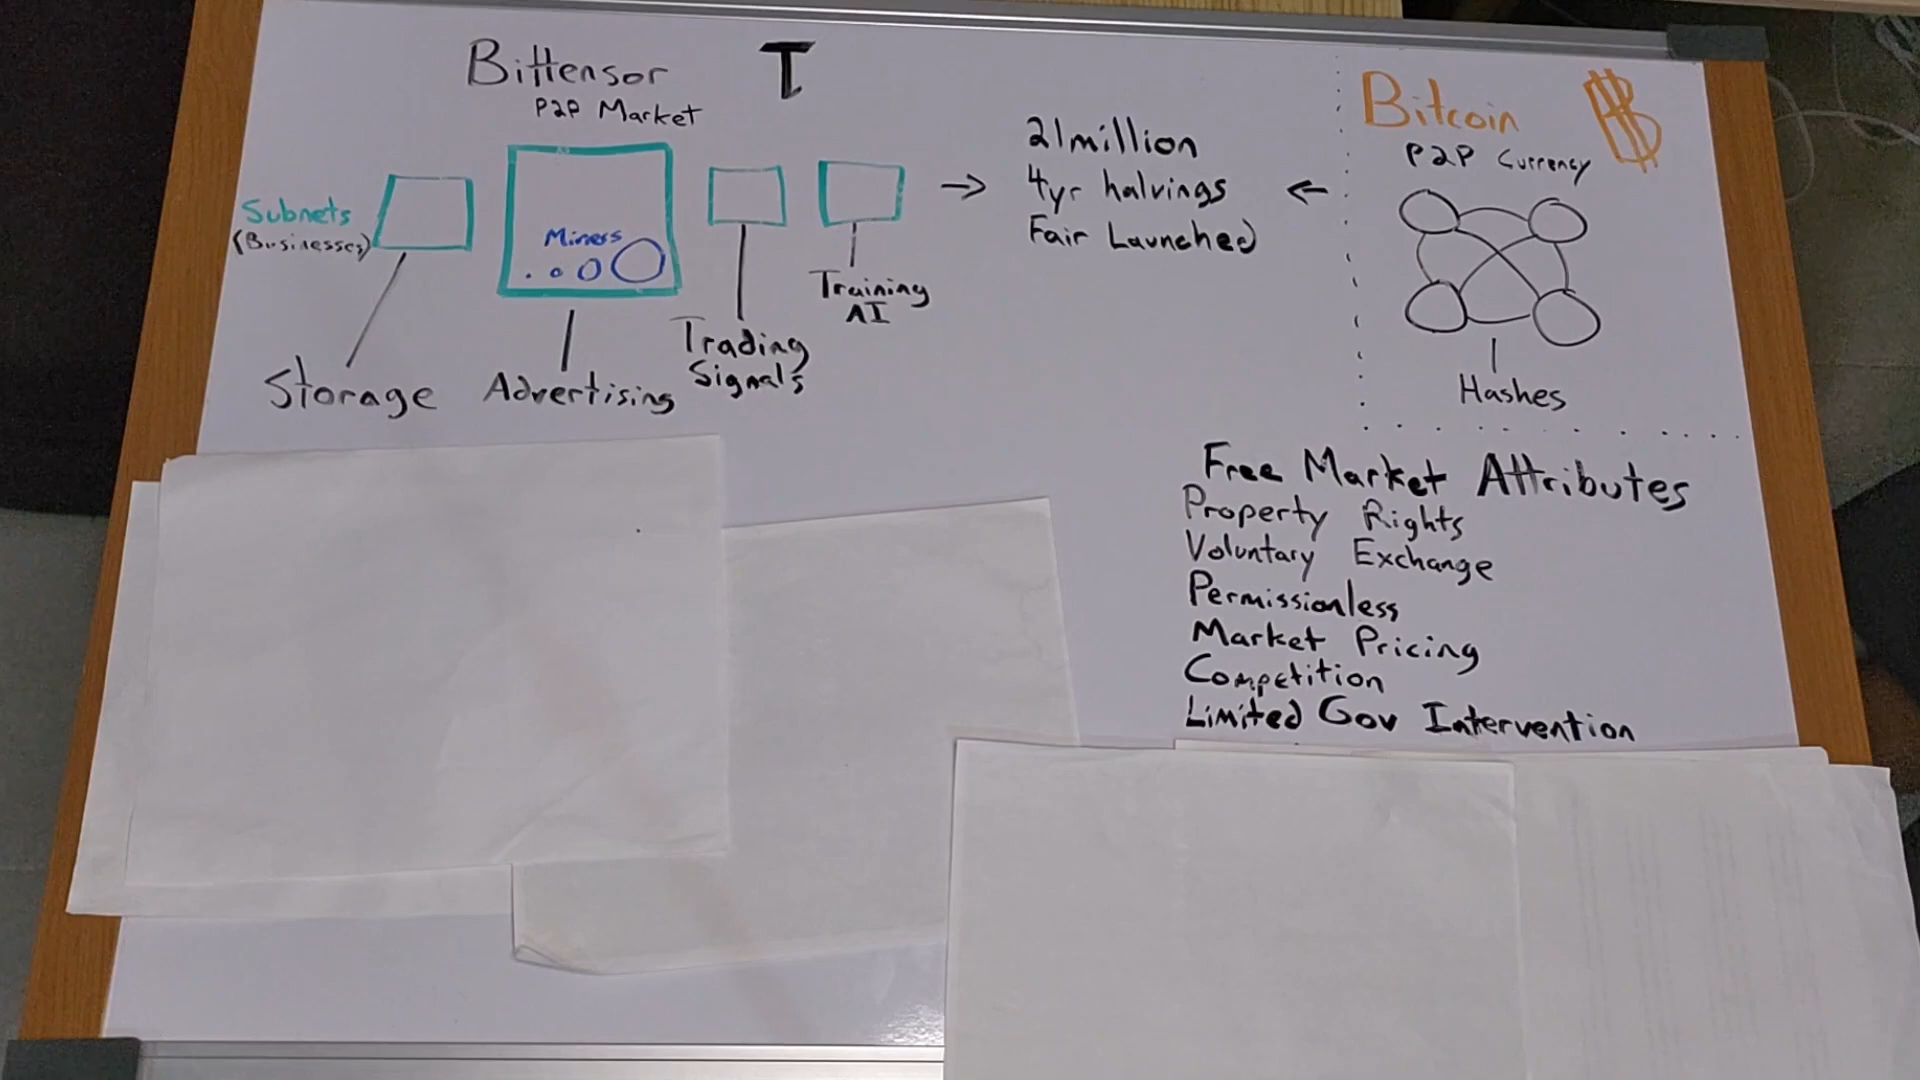 Bittensor T
P2P Market
Subnets
(Businesses)
Miners
Storage
Advertising
Trading
Signals
Training
AI
→ 21million ←
4yr halvings
Fair Launched
Bitcoin ₿
P2P Currency
Hashes
Free Market Attributes
Property Rights
Voluntary Exchange
Permissionless
Market Pricing
Competition
Limited Gov Intervention